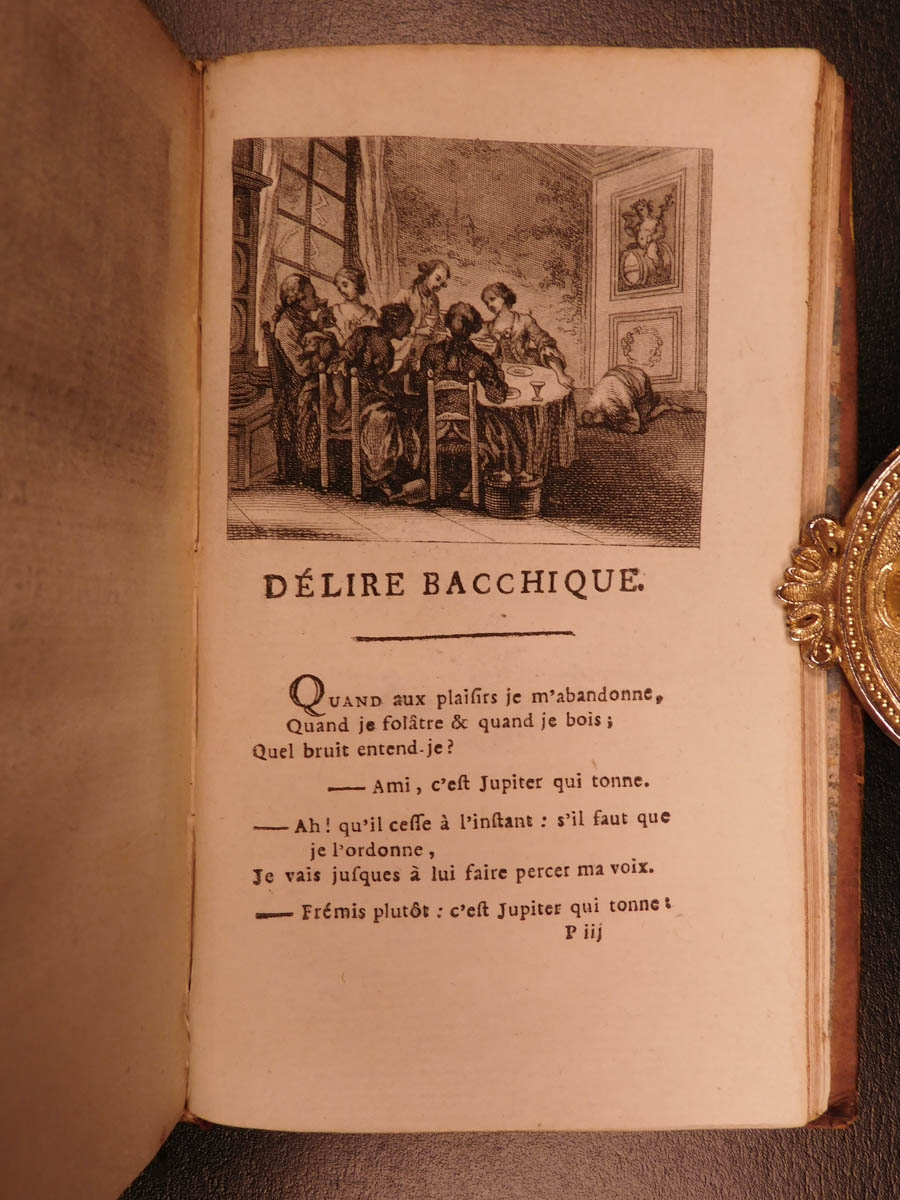 DÉLIRE BACCHIQUE.
QUAND aux plaiſirs je m'abandonne,
Quand je folâtre & quand je bois ;
Quel bruit entend-je ?
— Ami, c'eſt Jupiter qui tonne.
— Ah ! qu'il ceſſe à l'inſtant : s'il faut que
je l'ordonne,
Je vais juſques à lui faire percer ma voix.
— Frémis plutôt : c'eſt Jupiter qui tonne :
P iij